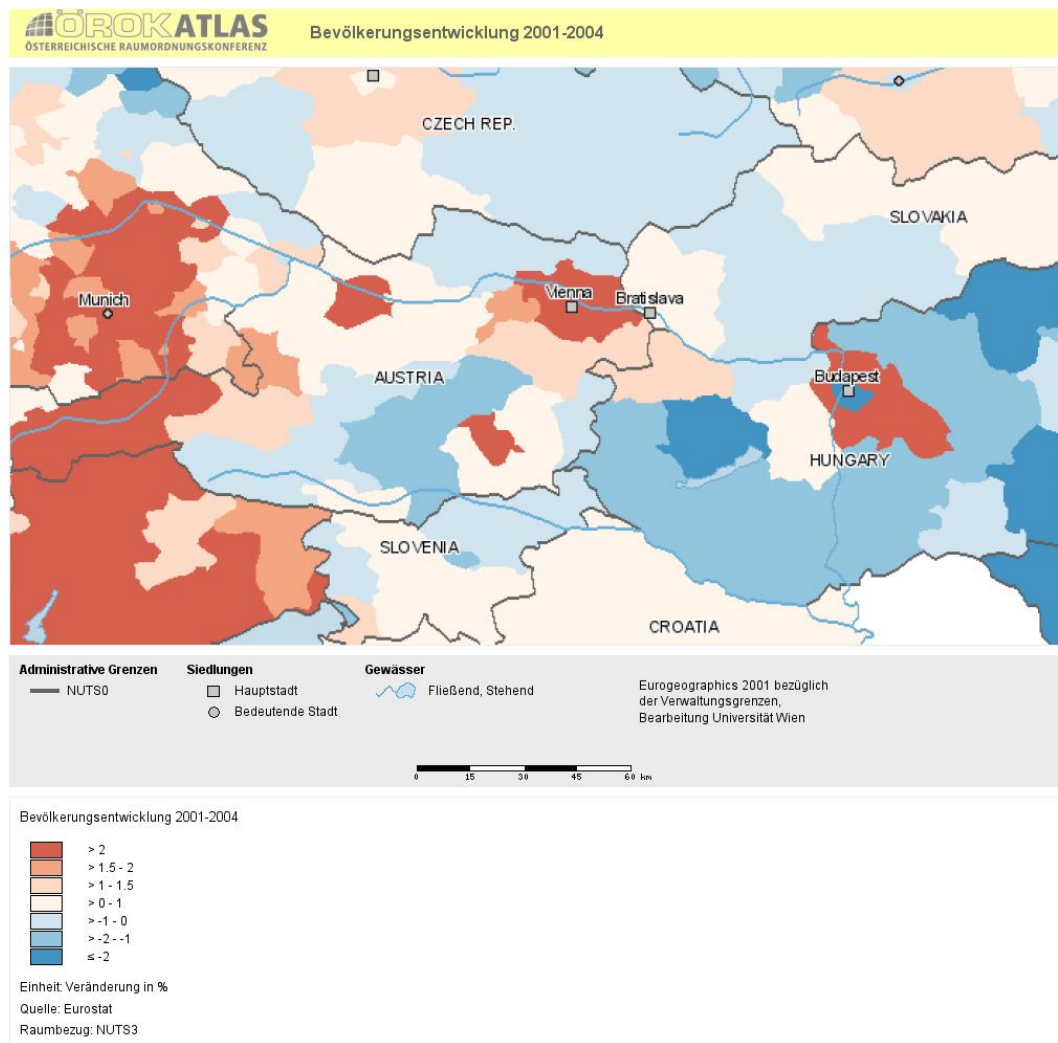 ÖROK ATLAS
ÖSTERREICHISCHE RAUMORDNUNGSKONFERENZ
Bevölkerungsentwicklung 2001-2004
CZECH REP.
SLOVAKIA
Munich
Vienna
Bratislava
AUSTRIA
Budapest
HUNGARY
SLOVENIA
CROATIA
Administrative Grenzen
NUTS0
Siedlungen
Hauptstadt
Bedeutende Stadt
Gewässer
Fließend, Stehend
Eurogeographics 2001 bezüglich
der Verwaltungsgrenzen,
Bearbeitung Universität Wien
0 15 30 45 60 km
Bevölkerungsentwicklung 2001-2004
> 2
> 1.5 - 2
> 1 - 1.5
> 0 - 1
> -1 - 0
> -2 - -1
≤ -2
Einheit: Veränderung in %
Quelle: Eurostat
Raumbezug: NUTS3